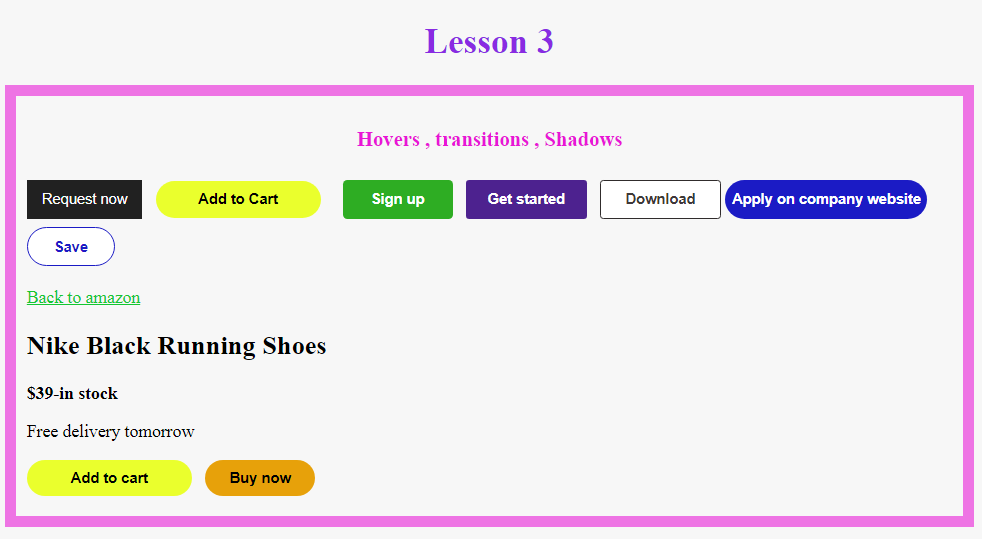 Lesson 3
Hovers , transitions , Shadows
Request now Add to Cart Sign up Get started Download Apply on company website
Save
Back to amazon
Nike Black Running Shoes
$39-in stock
Free delivery tomorrow
Add to cart Buy now